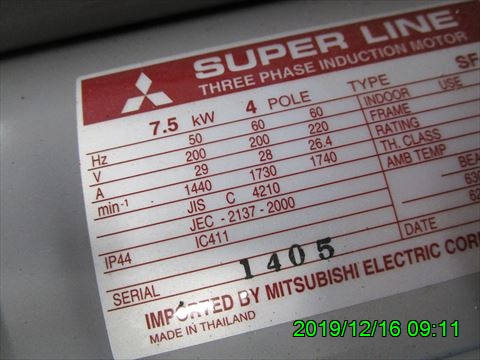 SUPER LINE
THREE PHASE INDUCTION MOTOR
7.5 kW 4 POLE TYPE SF
Hz 50 60 60 INDOOR USE
V 200 200 220 FRAME
A 29 28 26.4 RATING
min-1 1440 1730 1740 TH. CLASS
JIS C 4210 AMB TEMP
JEC - 2137 - 2000
IP44 IC411
SERIAL 1405 DATE
IMPORTED BY MITSUBISHI ELECTRIC COR
MADE IN THAILAND
2019/12/16 09:11